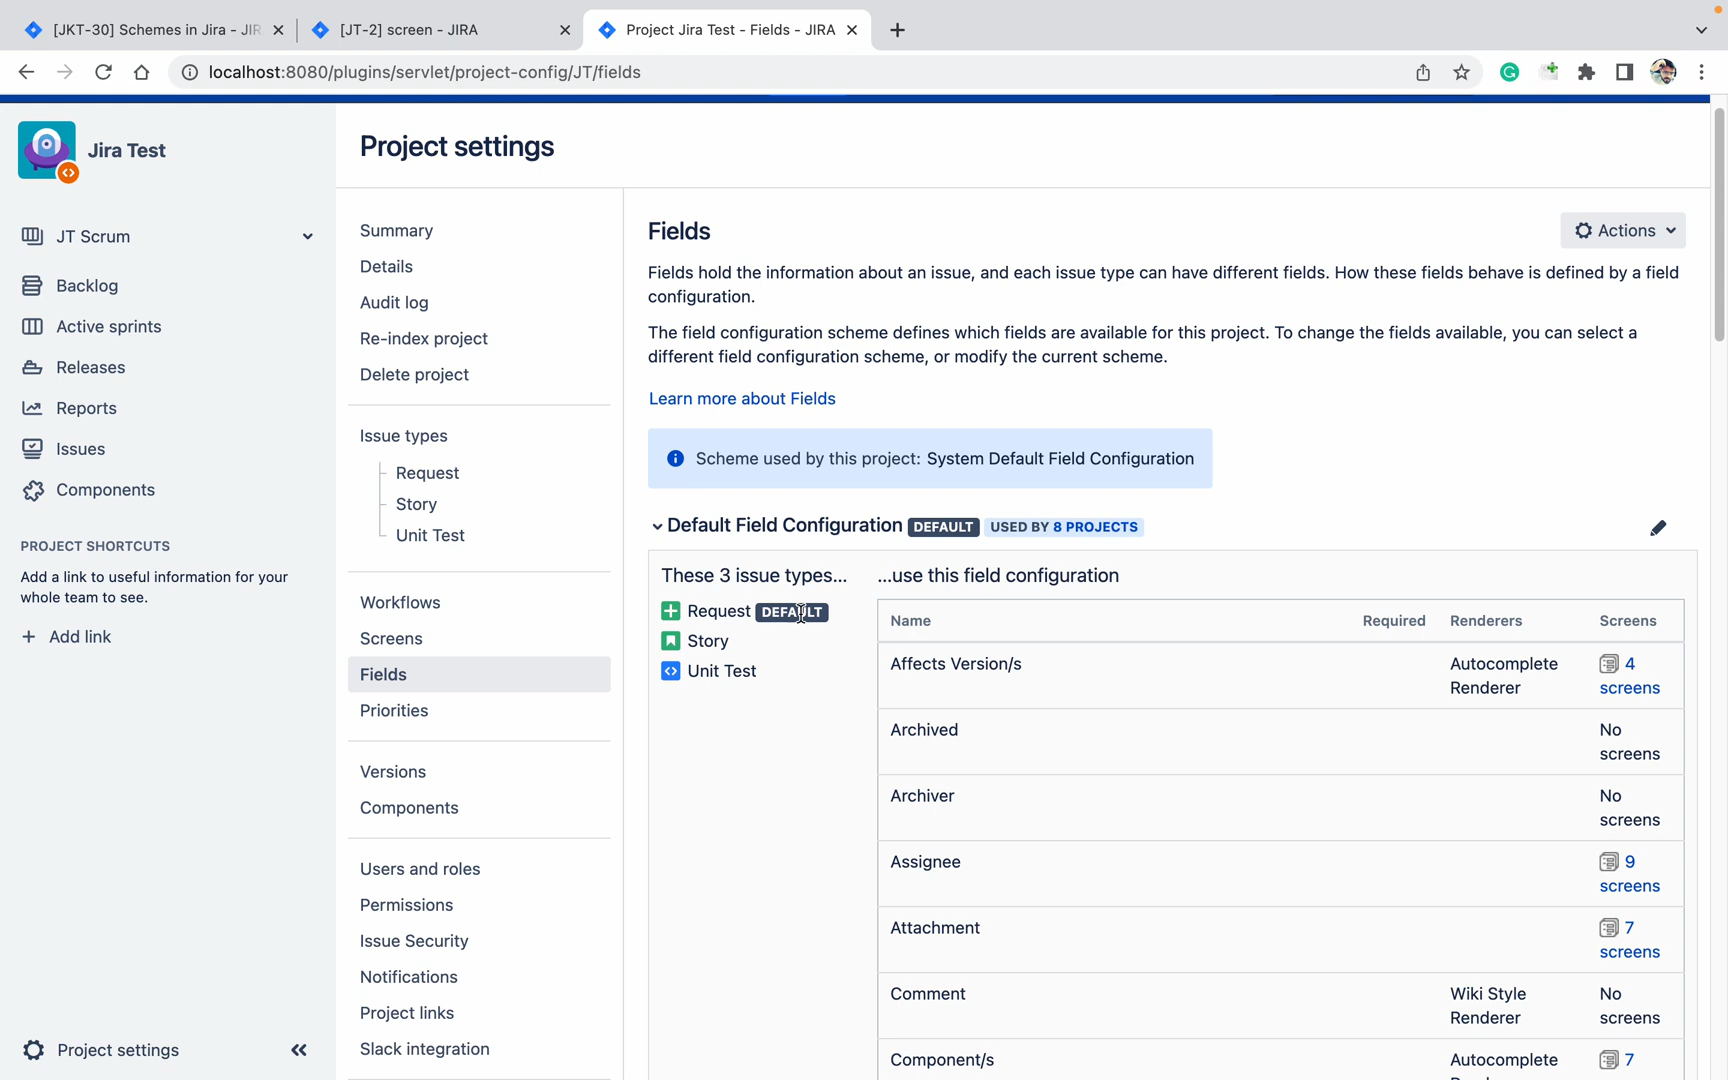 [JKT-30] Schemes in Jira - JIR
[JT-2] screen - JIRA
Project Jira Test - Fields - JIRA
localhost:8080/plugins/servlet/project-config/JT/fields
Jira Test
JT Scrum
Backlog
Active sprints
Releases
Reports
Issues
Components
PROJECT SHORTCUTS
Add a link to useful information for your
whole team to see.
+ Add link
Project settings
Project settings
Summary
Details
Audit log
Re-index project
Delete project
Issue types
Request
Story
Unit Test
Workflows
Screens
Fields
Priorities
Versions
Components
Users and roles
Permissions
Issue Security
Notifications
Project links
Slack integration
Fields
Actions
Fields hold the information about an issue, and each issue type can have different fields. How these fields behave is defined by a field
configuration.
The field configuration scheme defines which fields are available for this project. To change the fields available, you can select a
different field configuration scheme, or modify the current scheme.
Learn more about Fields
Scheme used by this project: System Default Field Configuration
Default Field Configuration DEFAULT USED BY 8 PROJECTS
These 3 issue types...
Request DEFAULT
Story
Unit Test
...use this field configuration
Name Required Renderers Screens
Affects Version/s Autocomplete Renderer 4 screens
Archived No screens
Archiver No screens
Assignee 9 screens
Attachment 7 screens
Comment Wiki Style Renderer No screens
Component/s Autocomplete 7